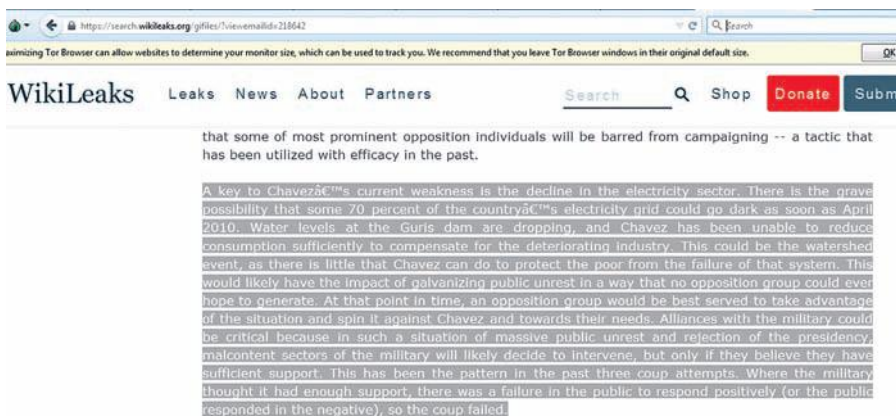 https://search.wikileaks.org/gifiles/?viewemailid=218642
Search
aximizing Tor Browser can allow websites to determine your monitor size, which can be used to track you. We recommend that you leave Tor Browser windows in their original default size.
OK
WikiLeaks Leaks News About Partners Search Shop Donate Subm
that some of most prominent opposition individuals will be barred from campaigning -- a tactic that
has been utilized with efficacy in the past.
A key to Chavezâ€™s current weakness is the decline in the electricity sector. There is the grave
possibility that some 70 percent of the countryâ€™s electricity grid could go dark as soon as April
2010. Water levels at the Guris dam are dropping, and Chavez has been unable to reduce
consumption sufficiently to compensate for the deteriorating industry. This could be the watershed
event, as there is little that Chavez can do to protect the poor from the failure of that system. This
would likely have the impact of galvanizing public unrest in a way that no opposition group could ever
hope to generate. At that point in time, an opposition group would be best served to take advantage
of the situation and spin it against Chavez and towards their needs. Alliances with the military could
be critical because in such a situation of massive public unrest and rejection of the presidency,
malcontent sectors of the military will likely decide to intervene, but only if they believe they have
sufficient support. This has been the pattern in the past three coup attempts. Where the military
thought it had enough support, there was a failure in the public to respond positively (or the public
responded in the negative), so the coup failed.